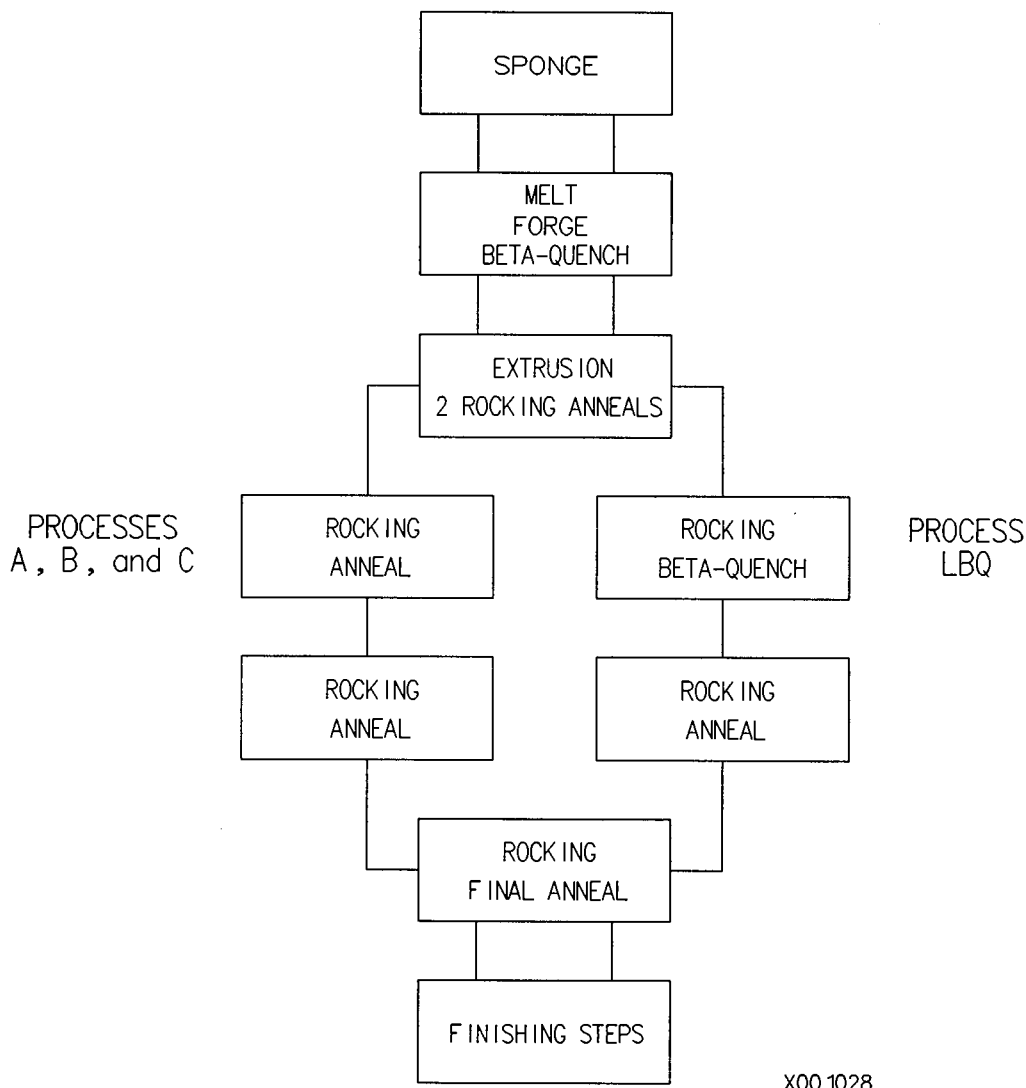 SPONGE
MELT
FORGE
BETA-QUENCH
EXTRUSION
2 ROCKING ANNEALS
PROCESSES
A, B, and C
ROCKING
ANNEAL
ROCKING
BETA-QUENCH
PROCESS
LBQ
ROCKING
ANNEAL
ROCKING
ANNEAL
ROCKING
FINAL ANNEAL
FINISHING STEPS
X00.1028